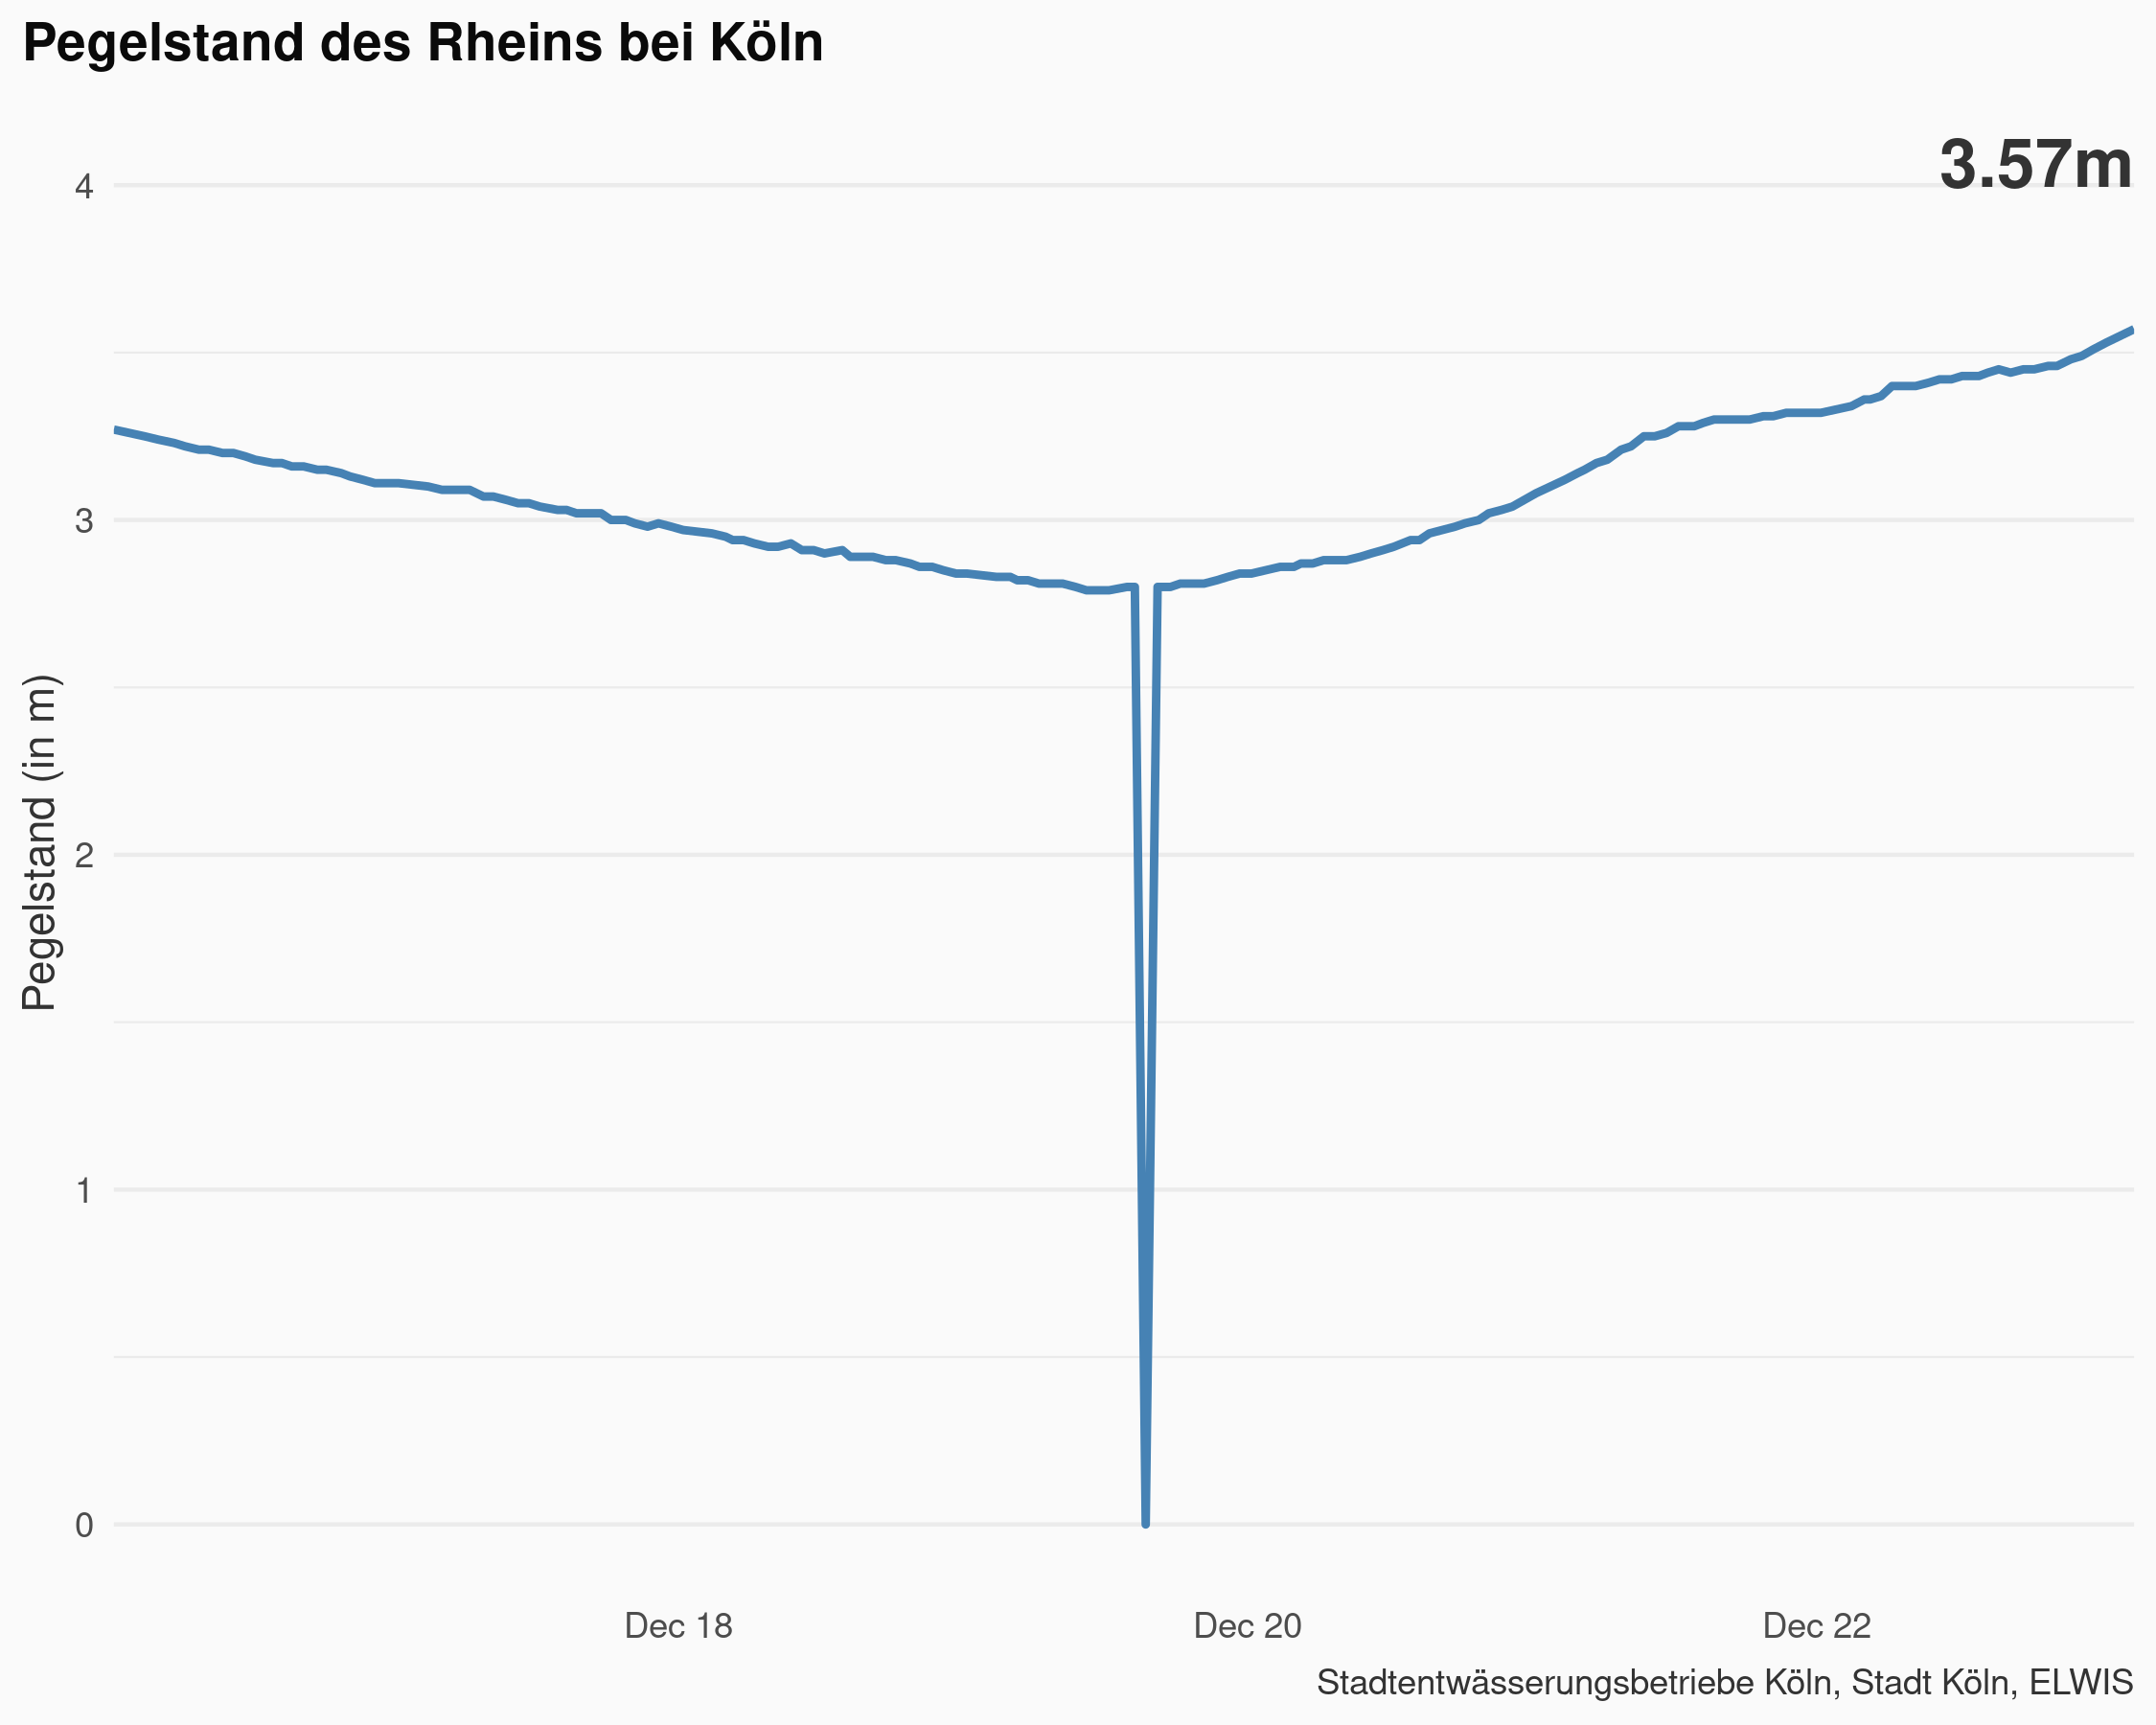 Pegelstand des Rheins bei Köln
3.57m
4
3
2
1
0
Pegelstand (in m)
Dec 18
Dec 20
Dec 22
Stadtentwässerungsbetriebe Köln, Stadt Köln, ELWIS